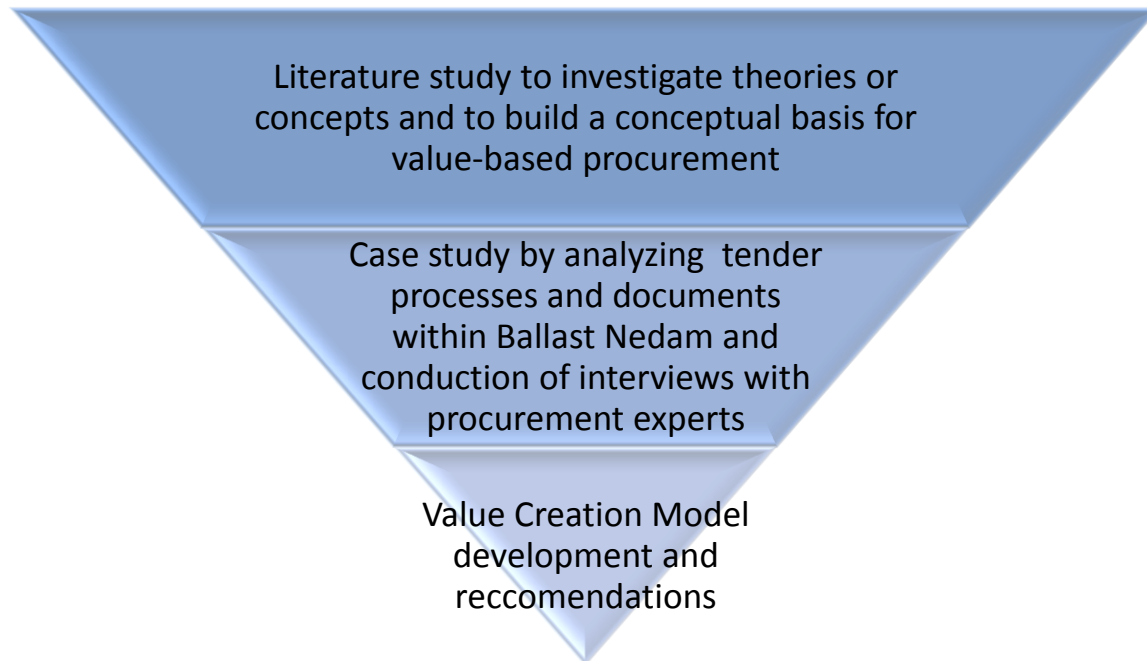 Literature study to investigate theories or
concepts and to build a conceptual basis for
value-based procurement
Case study by analyzing  tender
processes and documents
within Ballast Nedam and
conduction of interviews with
procurement experts
Value Creation Model
development and
reccomendations